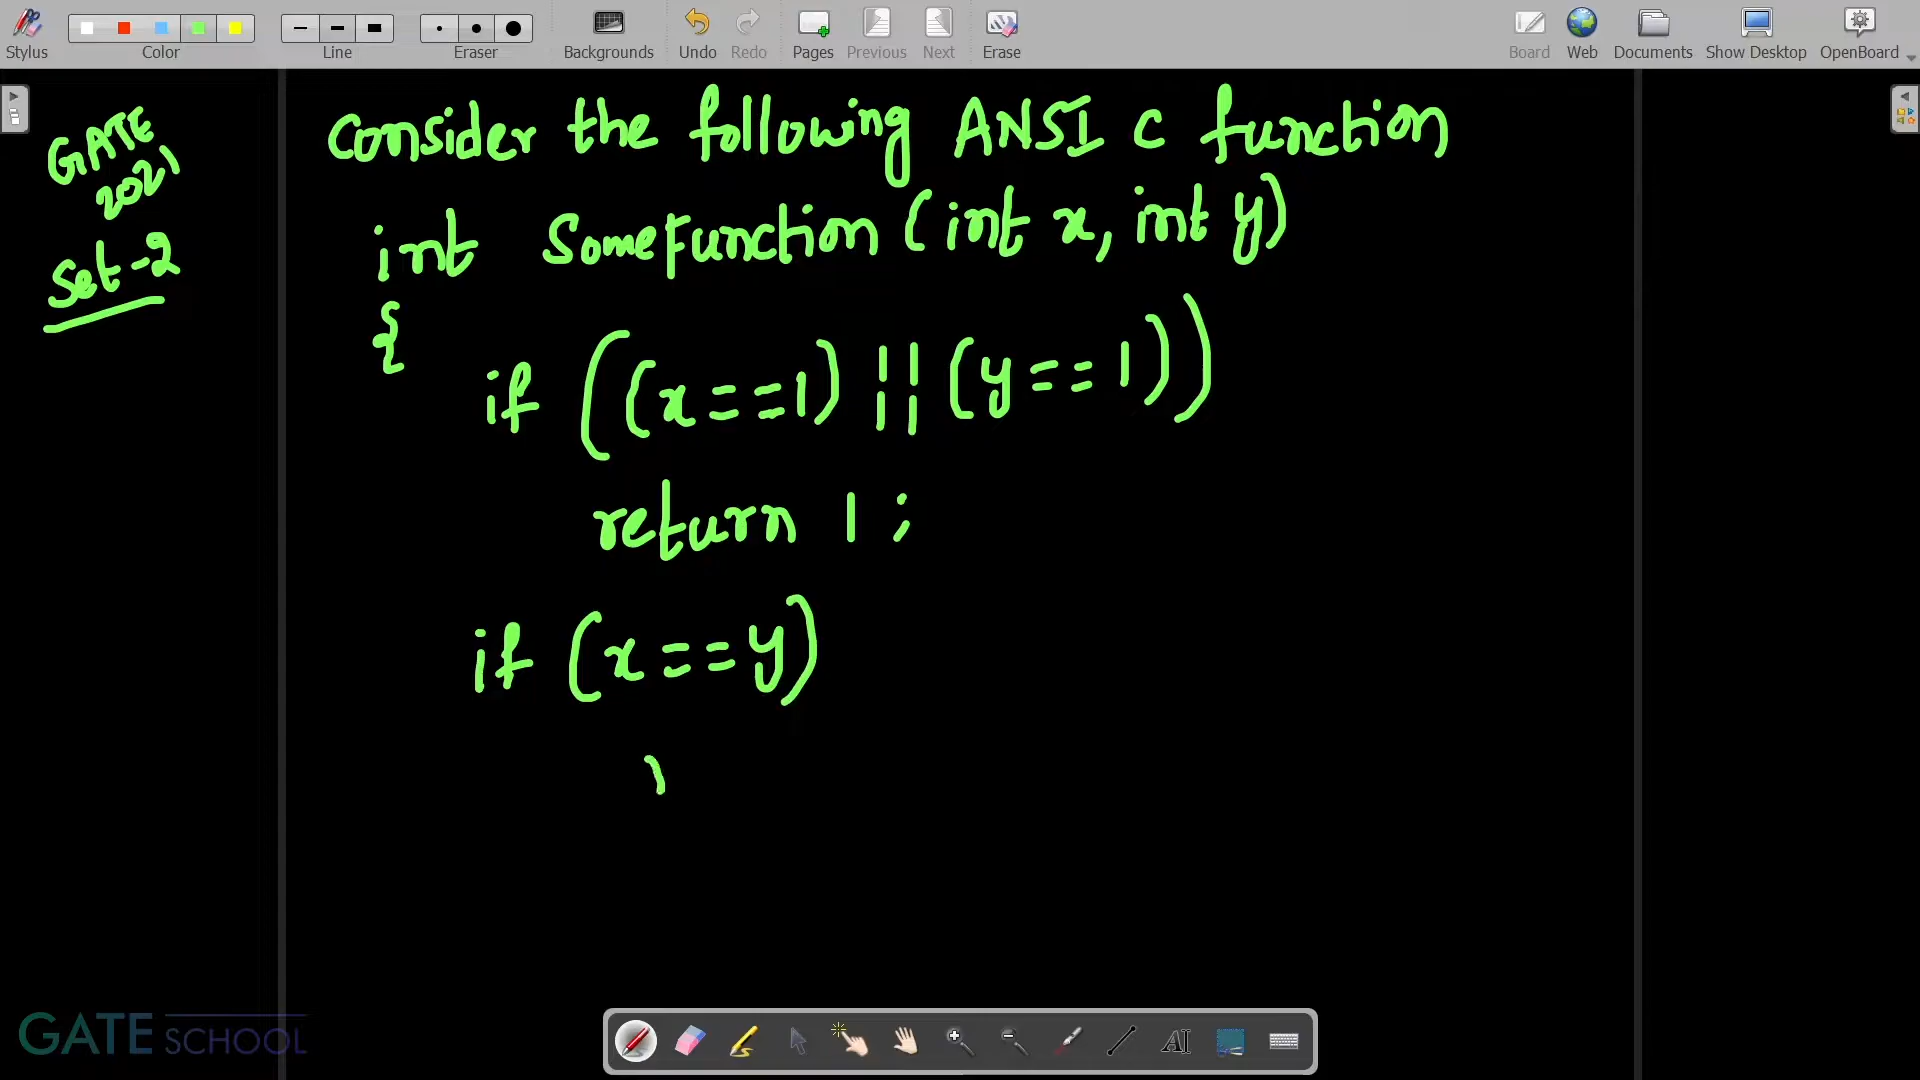 Stylus
Color
Line
Eraser
Backgrounds
Undo
Redo
Pages
Previous
Next
Erase
Board
Web
Documents
Show Desktop
OpenBoard
GATE
2021
Set-2
Consider the following ANSI C function
int SomeFunction (int x, int y)
{
if ((x==1) || (y==1))
return 1 ;
if (x==y)
GATE SCHOOL
AI